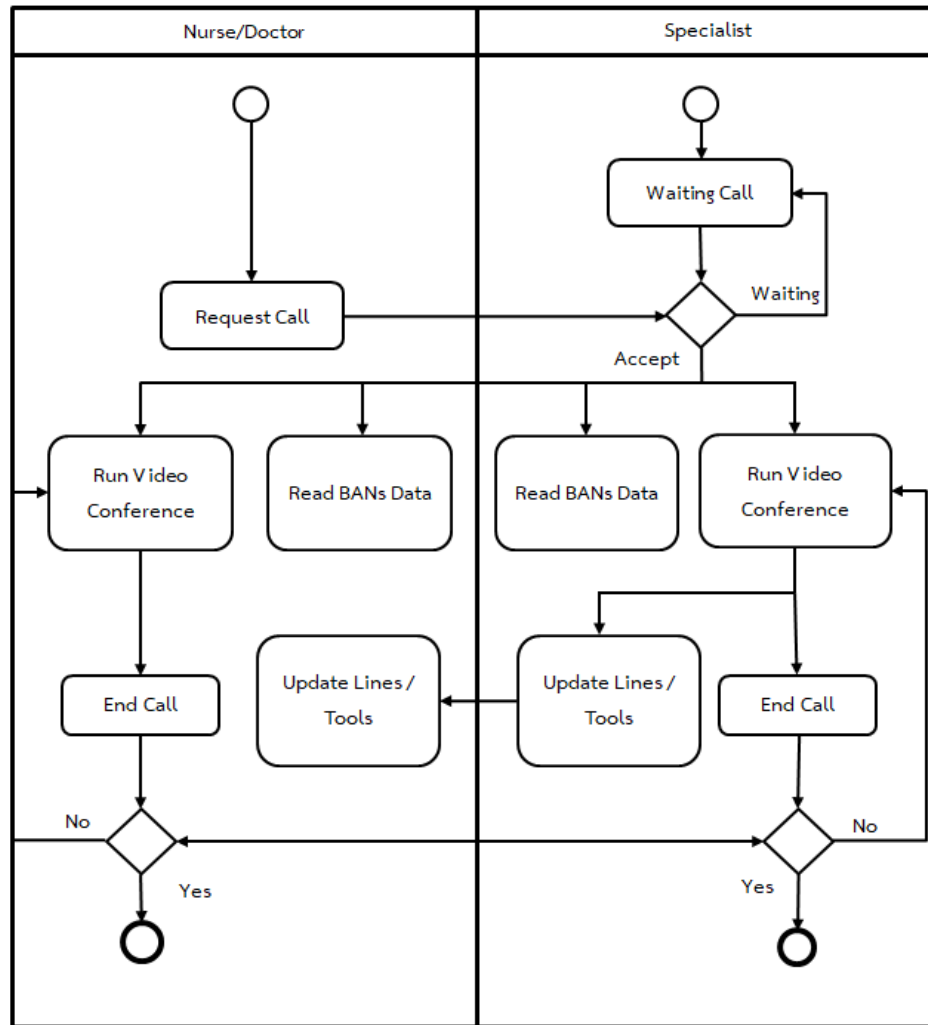 Nurse/Doctor
Specialist
Waiting Call
Request Call
Waiting
Accept
Run Video
Conference
Read BANs Data
Read BANs Data
Run Video
Conference
Update Lines /
Tools
Update Lines /
Tools
End Call
End Call
No
No
Yes
Yes